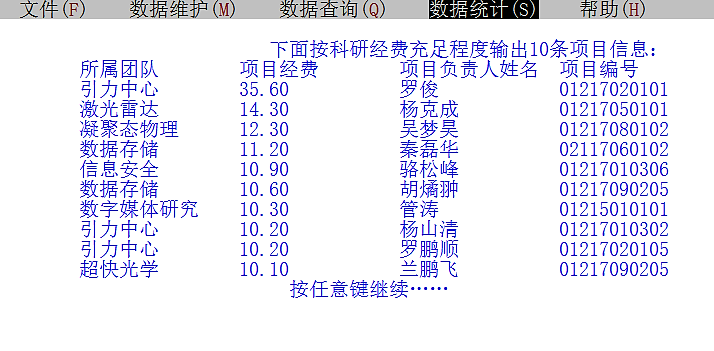 文件(F) 数据维护(M) 数据查询(Q) 数据统计(S) 帮助(H)
下面按科研经费充足程度输出10条项目信息:
所属团队 项目经费 项目负责人姓名 项目编号
引力中心 35.60 罗俊 01217020101
激光雷达 14.30 杨克成 01217050101
凝聚态物理 12.30 吴梦昊 01217080102
数据存储 11.20 秦磊华 02117060102
信息安全 10.90 骆松峰 01217010306
数据存储 10.60 胡燏翀 01217090205
数字媒体研究 10.30 管涛 01215010101
引力中心 10.20 杨山清 01217010302
引力中心 10.20 罗鹏顺 01217020105
超快光学 10.10 兰鹏飞 01217090205
按任意键继续……